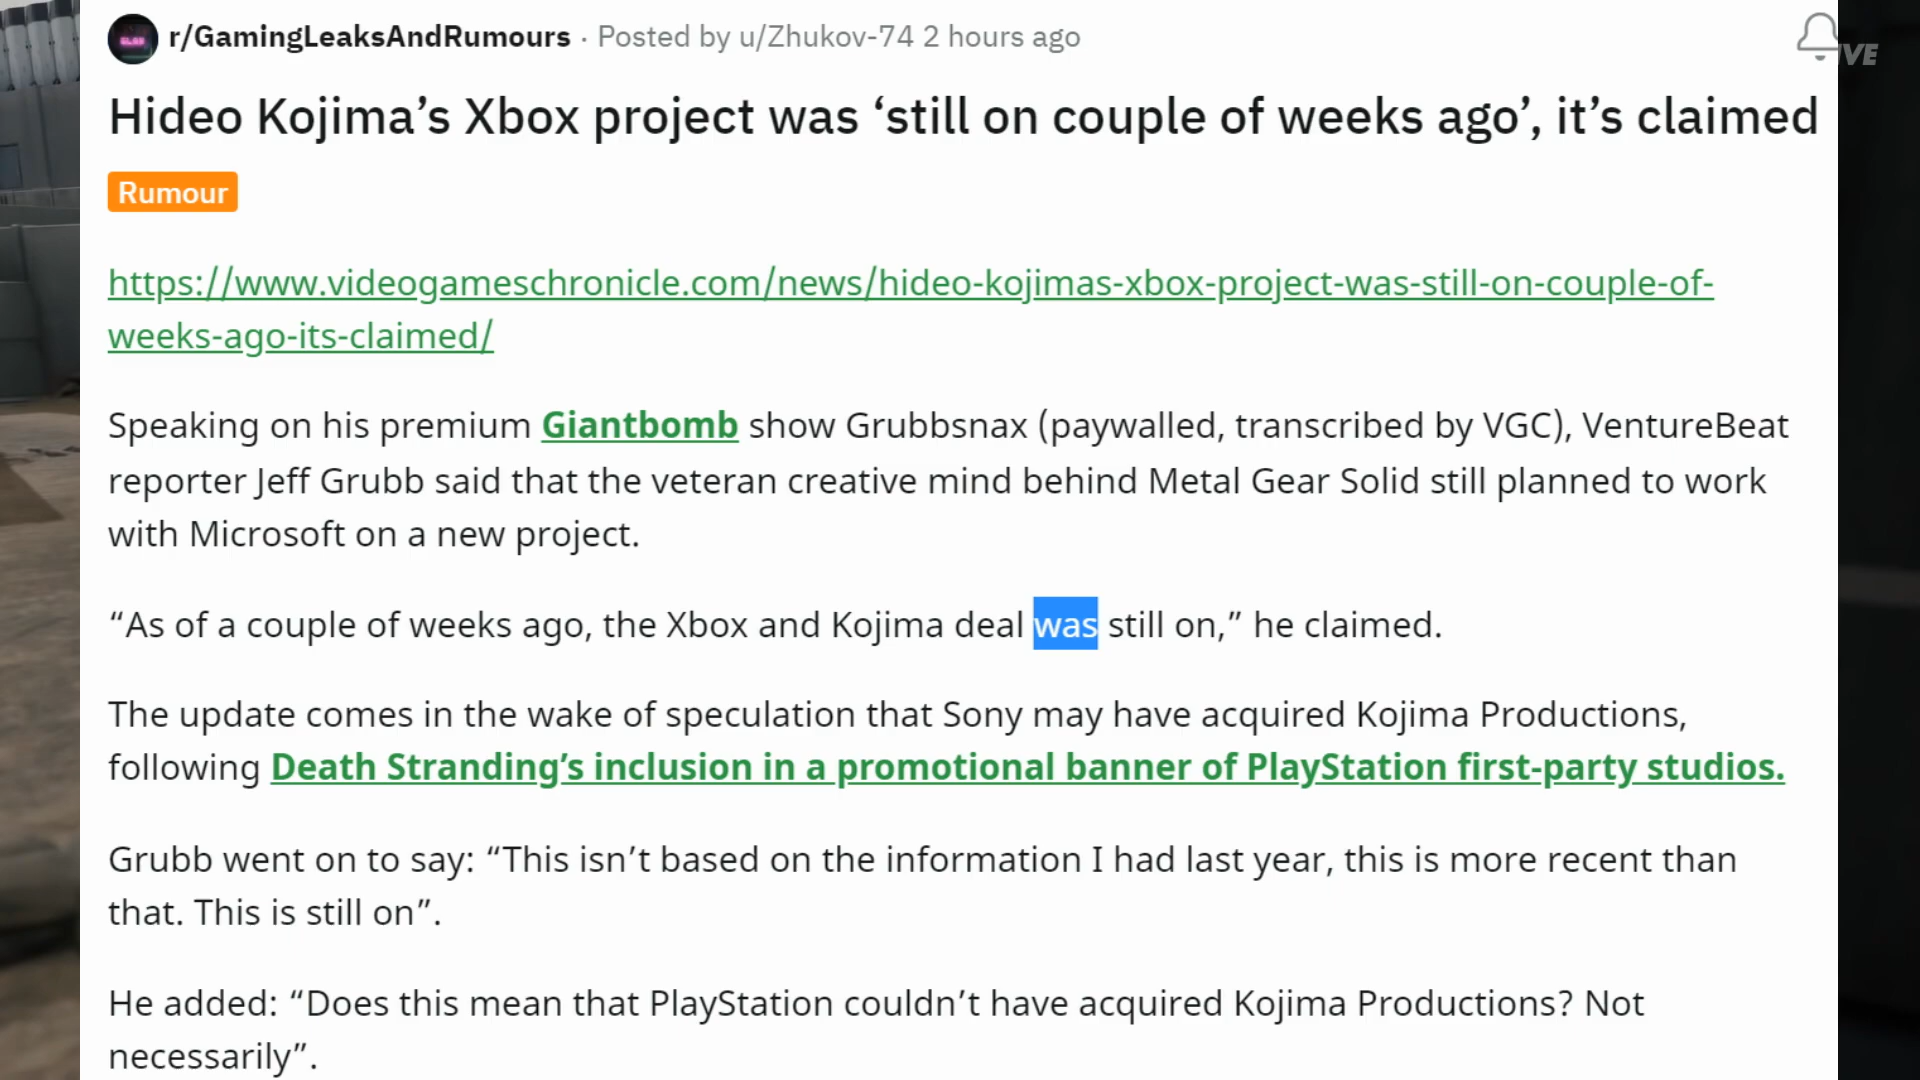 r/GamingLeaksAndRumours · Posted by u/Zhukov-74 2 hours ago
Hideo Kojima’s Xbox project was ‘still on couple of weeks ago’, it’s claimed
Rumour
https://www.videogameschronicle.com/news/hideo-kojimas-xbox-project-was-still-on-couple-of-
weeks-ago-its-claimed/
Speaking on his premium Giantbomb show Grubbsnax (paywalled, transcribed by VGC), VentureBeat
reporter Jeff Grubb said that the veteran creative mind behind Metal Gear Solid still planned to work
with Microsoft on a new project.
“As of a couple of weeks ago, the Xbox and Kojima deal was still on,” he claimed.
The update comes in the wake of speculation that Sony may have acquired Kojima Productions,
following Death Stranding’s inclusion in a promotional banner of PlayStation first-party studios.
Grubb went on to say: “This isn’t based on the information I had last year, this is more recent than
that. This is still on”.
He added: “Does this mean that PlayStation couldn’t have acquired Kojima Productions? Not
necessarily”.